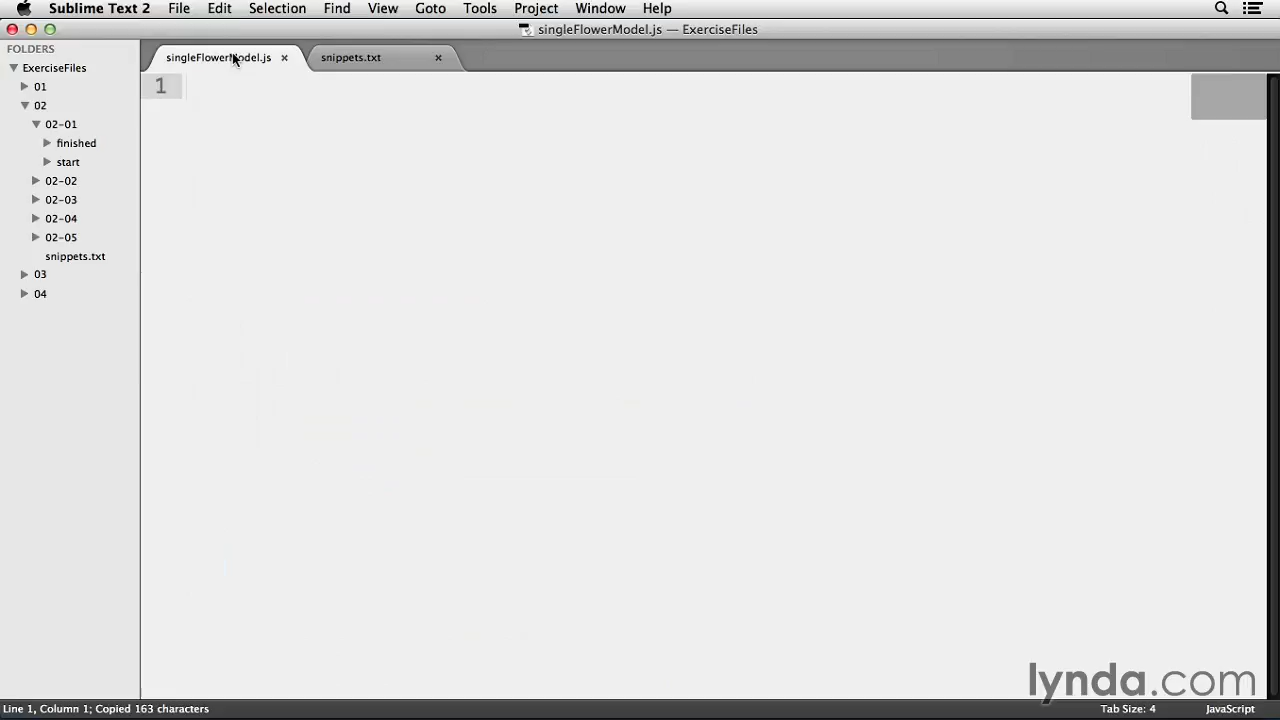 Sublime Text 2 File Edit Selection Find View Goto Tools Project Window Help
singleFlowerModel.js — ExerciseFiles
FOLDERS
ExerciseFiles
01
02
02-01
finished
start
02-02
02-03
02-04
02-05
snippets.txt
03
04
singleFlowerModel.js × snippets.txt ×
1
lynda.com
Line 1, Column 1; Copied 163 characters
Tab Size: 4 JavaScript